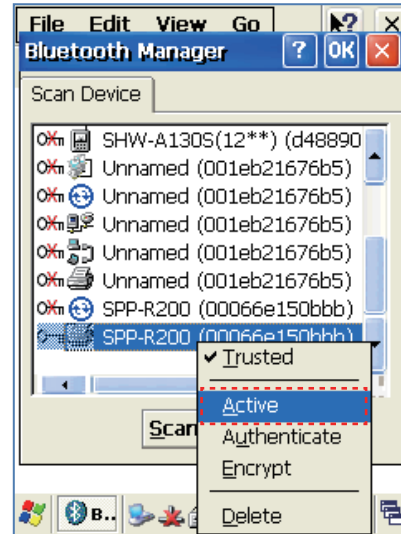 File Edit View Go
Bluetooth Manager ? OK
Scan Device
SHW-A130S(12**) (d48890
Unnamed (001eb21676b5)
Unnamed (001eb21676b5)
Unnamed (001eb21676b5)
Unnamed (001eb21676b5)
Unnamed (001eb21676b5)
SPP-R200 (00066e150bbb)
SPP-R200 (00066e150bbb)
Trusted
Active
Scan
Authenticate
Encrypt
B..
Delete